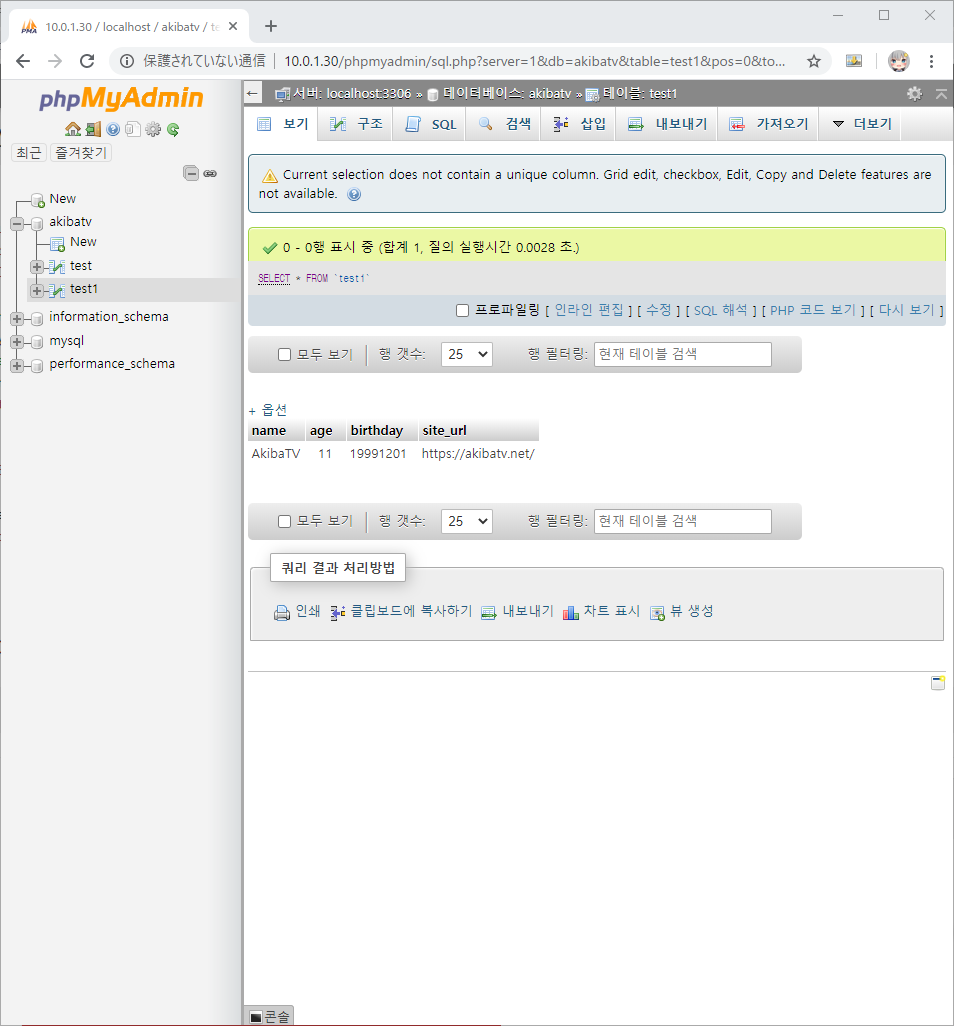 10.0.1.30 / localhost / akibatv / te
保護されていない通信 10.0.1.30/phpmyadmin/sql.php?server=1&db=akibatv&table=test1&pos=0&to...
phpMyAdmin
최근 즐겨찾기
New
akibatv
New
test
test1
information_schema
mysql
performance_schema
서버: localhost:3306 » 데이터베이스: akibatv » 테이블: test1
보기 구조 SQL 검색 삽입 내보내기 가져오기 더보기
Current selection does not contain a unique column. Grid edit, checkbox, Edit, Copy and Delete features are
not available.
0 - 0행 표시 중 (합계 1, 질의 실행시간 0.0028 초.)
SELECT * FROM `test1`
프로파일링 [ 인라인 편집 ] [ 수정 ] [ SQL 해석 ] [ PHP 코드 보기 ] [ 다시 보기 ]
모두 보기 행 갯수: 25 행 필터링: 현재 테이블 검색
+ 옵션
name age birthday site_url
AkibaTV 11 19991201 https://akibatv.net/
모두 보기 행 갯수: 25 행 필터링: 현재 테이블 검색
쿼리 결과 처리방법
인쇄 클립보드에 복사하기 내보내기 차트 표시 뷰 생성
콘솔